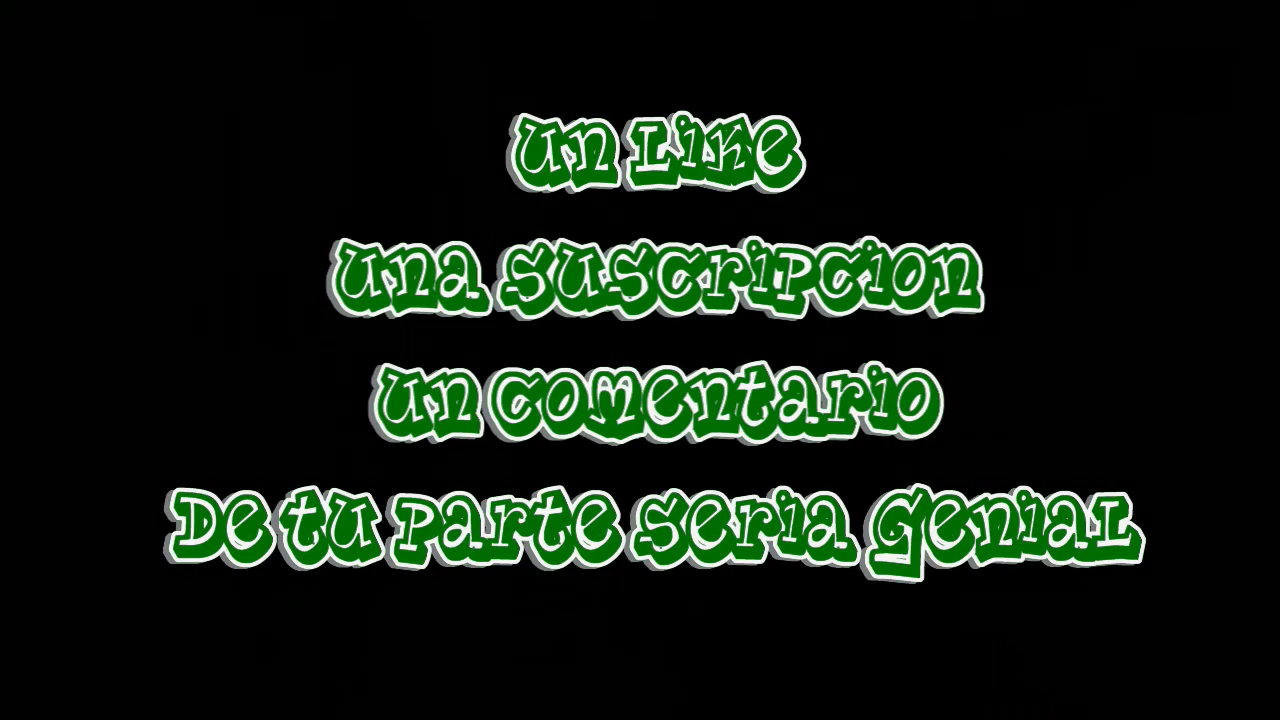 Un Like
Una suscripcion
Un comentario
De tu parte seria genial